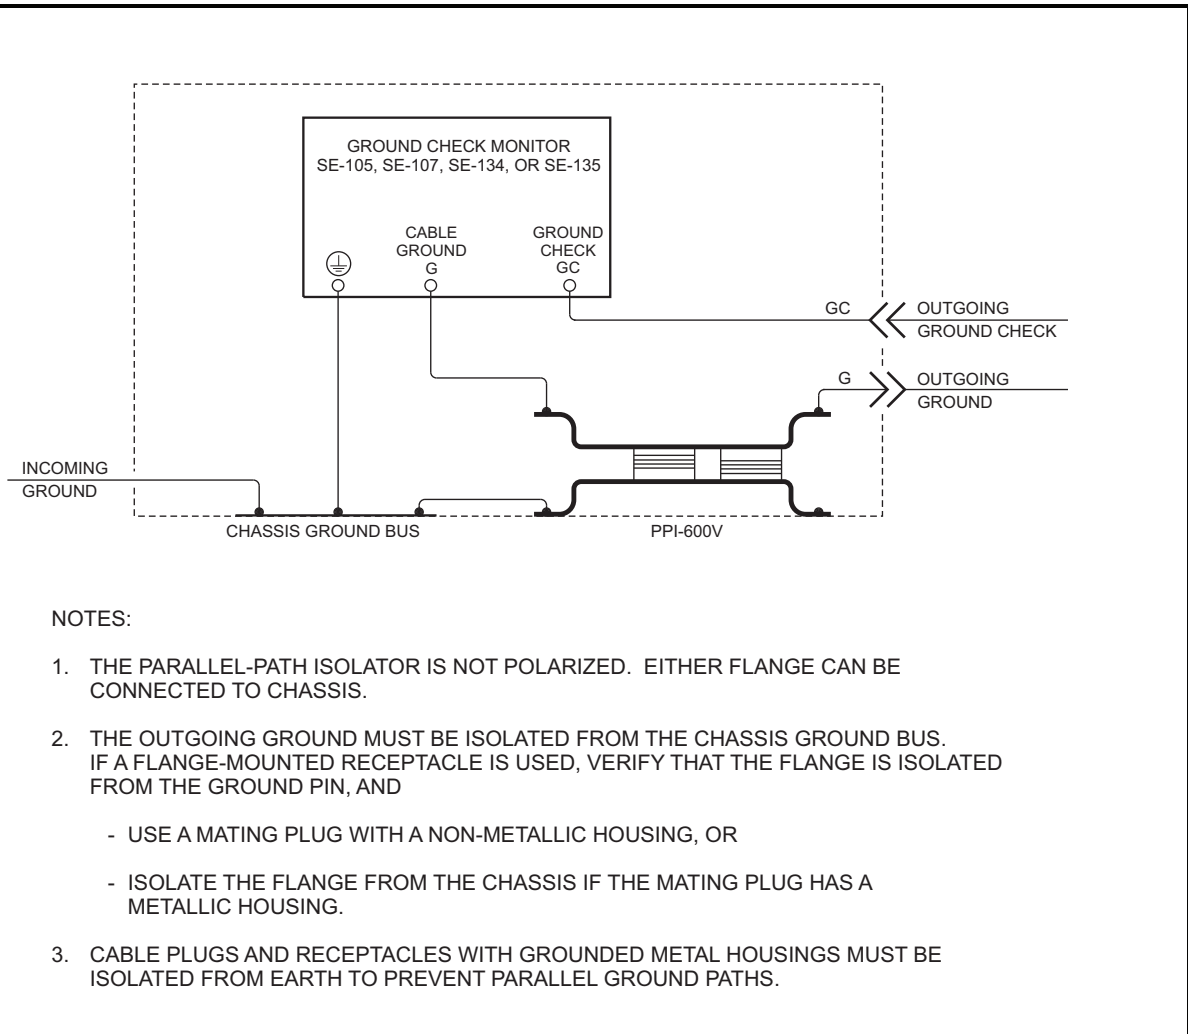 GROUND CHECK MONITOR
SE-105, SE-107, SE-134, OR SE-135
CABLE
GROUND
G
GROUND
CHECK
GC
GC
OUTGOING
GROUND CHECK
G
OUTGOING
GROUND
INCOMING
GROUND
CHASSIS GROUND BUS
PPI-600V
NOTES:
1. THE PARALLEL-PATH ISOLATOR IS NOT POLARIZED. EITHER FLANGE CAN BE
CONNECTED TO CHASSIS.
2. THE OUTGOING GROUND MUST BE ISOLATED FROM THE CHASSIS GROUND BUS.
IF A FLANGE-MOUNTED RECEPTACLE IS USED, VERIFY THAT THE FLANGE IS ISOLATED
FROM THE GROUND PIN, AND
- USE A MATING PLUG WITH A NON-METALLIC HOUSING, OR
- ISOLATE THE FLANGE FROM THE CHASSIS IF THE MATING PLUG HAS A
METALLIC HOUSING.
3. CABLE PLUGS AND RECEPTACLES WITH GROUNDED METAL HOUSINGS MUST BE
ISOLATED FROM EARTH TO PREVENT PARALLEL GROUND PATHS.